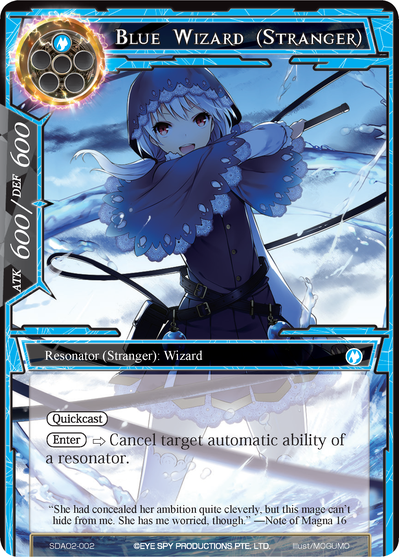 BLUE WIZARD (STRANGER)
ATK 600/DEF 600
Resonator (Stranger): Wizard
Quickcast
Enter ⇨ Cancel target automatic ability of
a resonator.
“She had concealed her ambition quite cleverly, but this mage can't
hide from me. She has me worried, though.” —Note of Magna 16
SDAO2-002
©EYE SPY PRODUCTIONS PTE. LTD.
Illust/MOGUMO